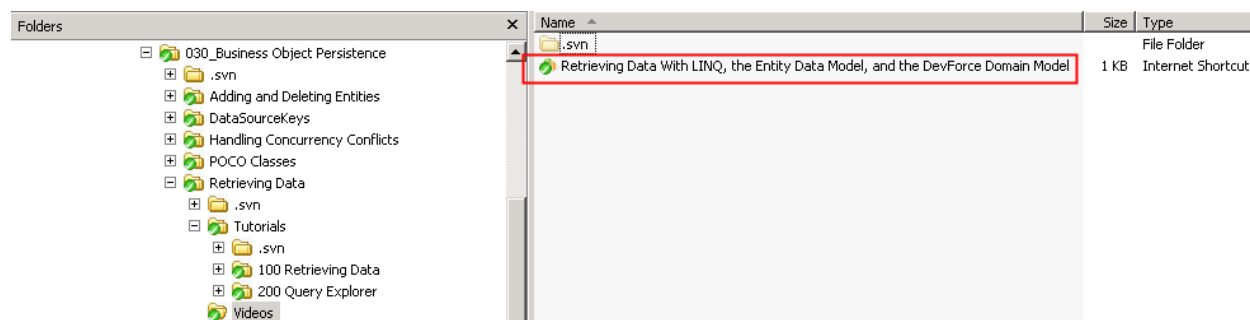 Folders
030_Business Object Persistence
.svn
Adding and Deleting Entities
DataSourceKeys
Handling Concurrency Conflicts
POCO Classes
Retrieving Data
.svn
Tutorials
.svn
100 Retrieving Data
200 Query Explorer
Videos
Name Size Type
.svn File Folder
Retrieving Data With LINQ, the Entity Data Model, and the DevForce Domain Model 1 KB Internet Shortcut